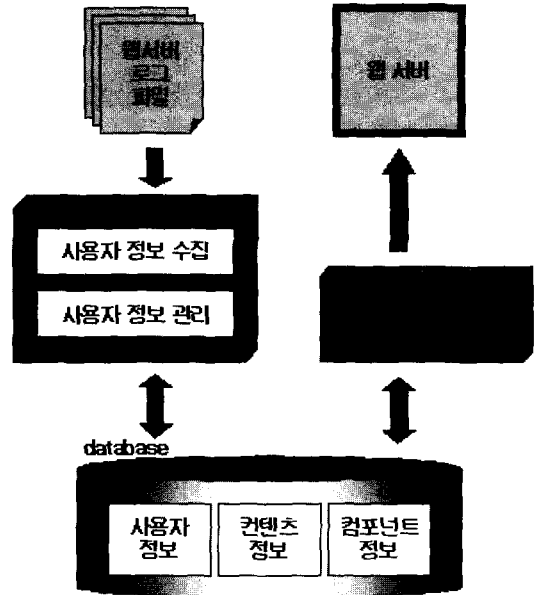 웹서버
로그
파일
웹 서버
사용자 정보 수집
사용자 정보 관리
database
사용자
정보
컨텐츠
정보
컴포넌트
정보